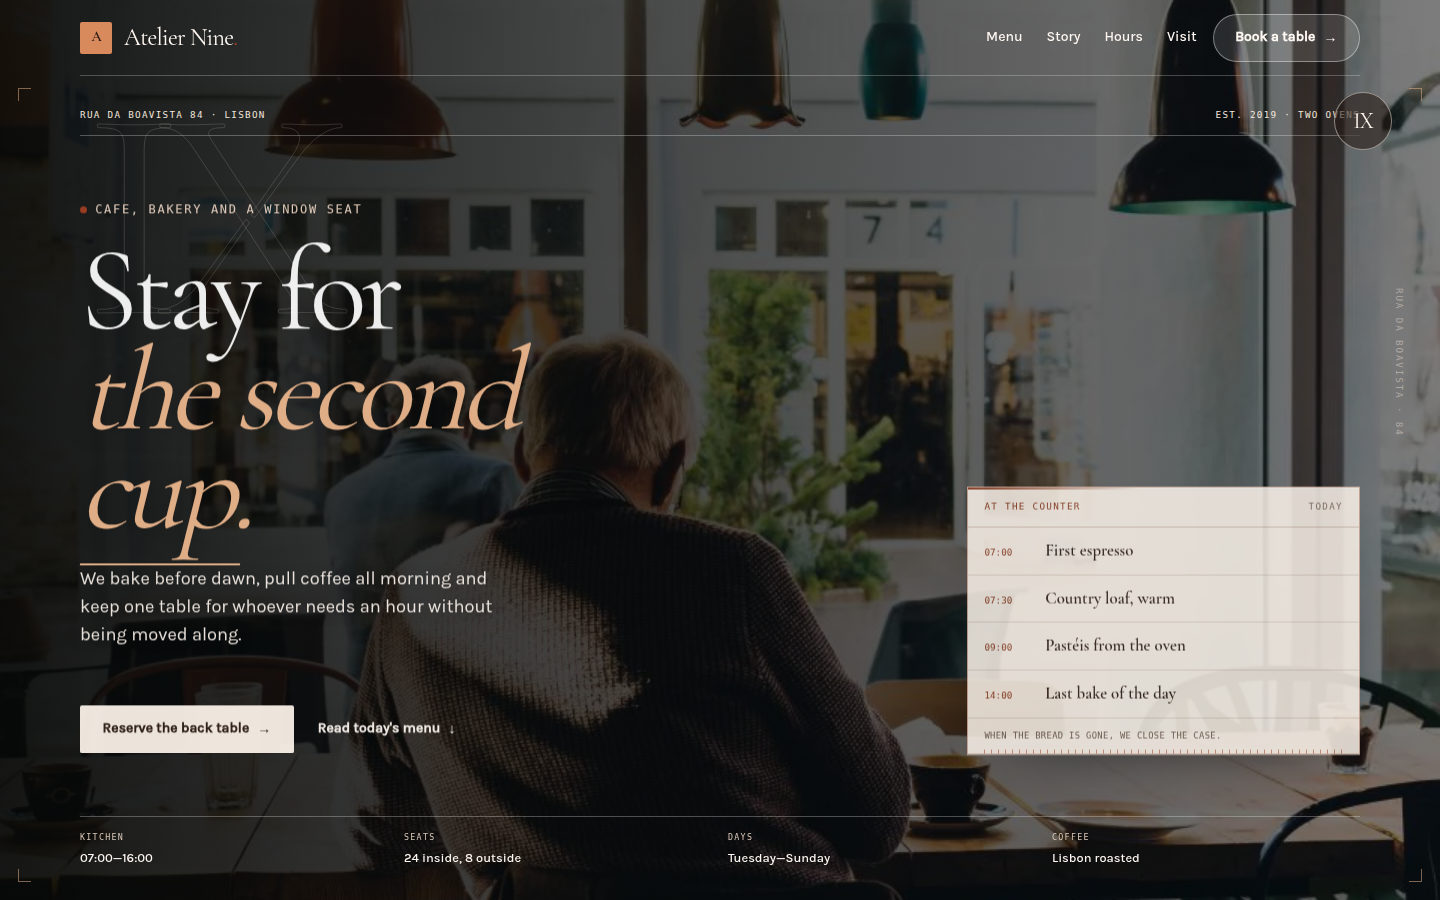 A
Atelier Nine.
Menu
Story
Hours
Visit
Book a table →
RUA DA BOAVISTA 84 · LISBON
EST. 2019 · TWO OVENS
IX
IX
CAFE, BAKERY AND A WINDOW SEAT
7 4
Stay for
the second
cup.
RUA DA BOAVISTA · 84
We bake before dawn, pull coffee all morning and
keep one table for whoever needs an hour without
being moved along.
Reserve the back table →
Read today's menu ↓
AT THE COUNTER
TODAY
07:00 First espresso
07:30 Country loaf, warm
09:00 Pastéis from the oven
14:00 Last bake of the day
WHEN THE BREAD IS GONE, WE CLOSE THE CASE.
KITCHEN
07:00—16:00
SEATS
24 inside, 8 outside
DAYS
Tuesday—Sunday
COFFEE
Lisbon roasted